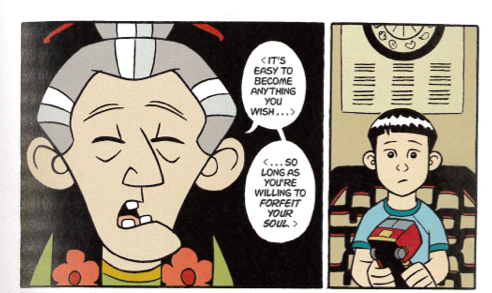 <IT'S
EASY TO
BECOME
ANYTHING
YOU
WISH...>
<...SO
LONG AS
YOU'RE
WILLING TO
FORFEIT
YOUR
SOUL.>